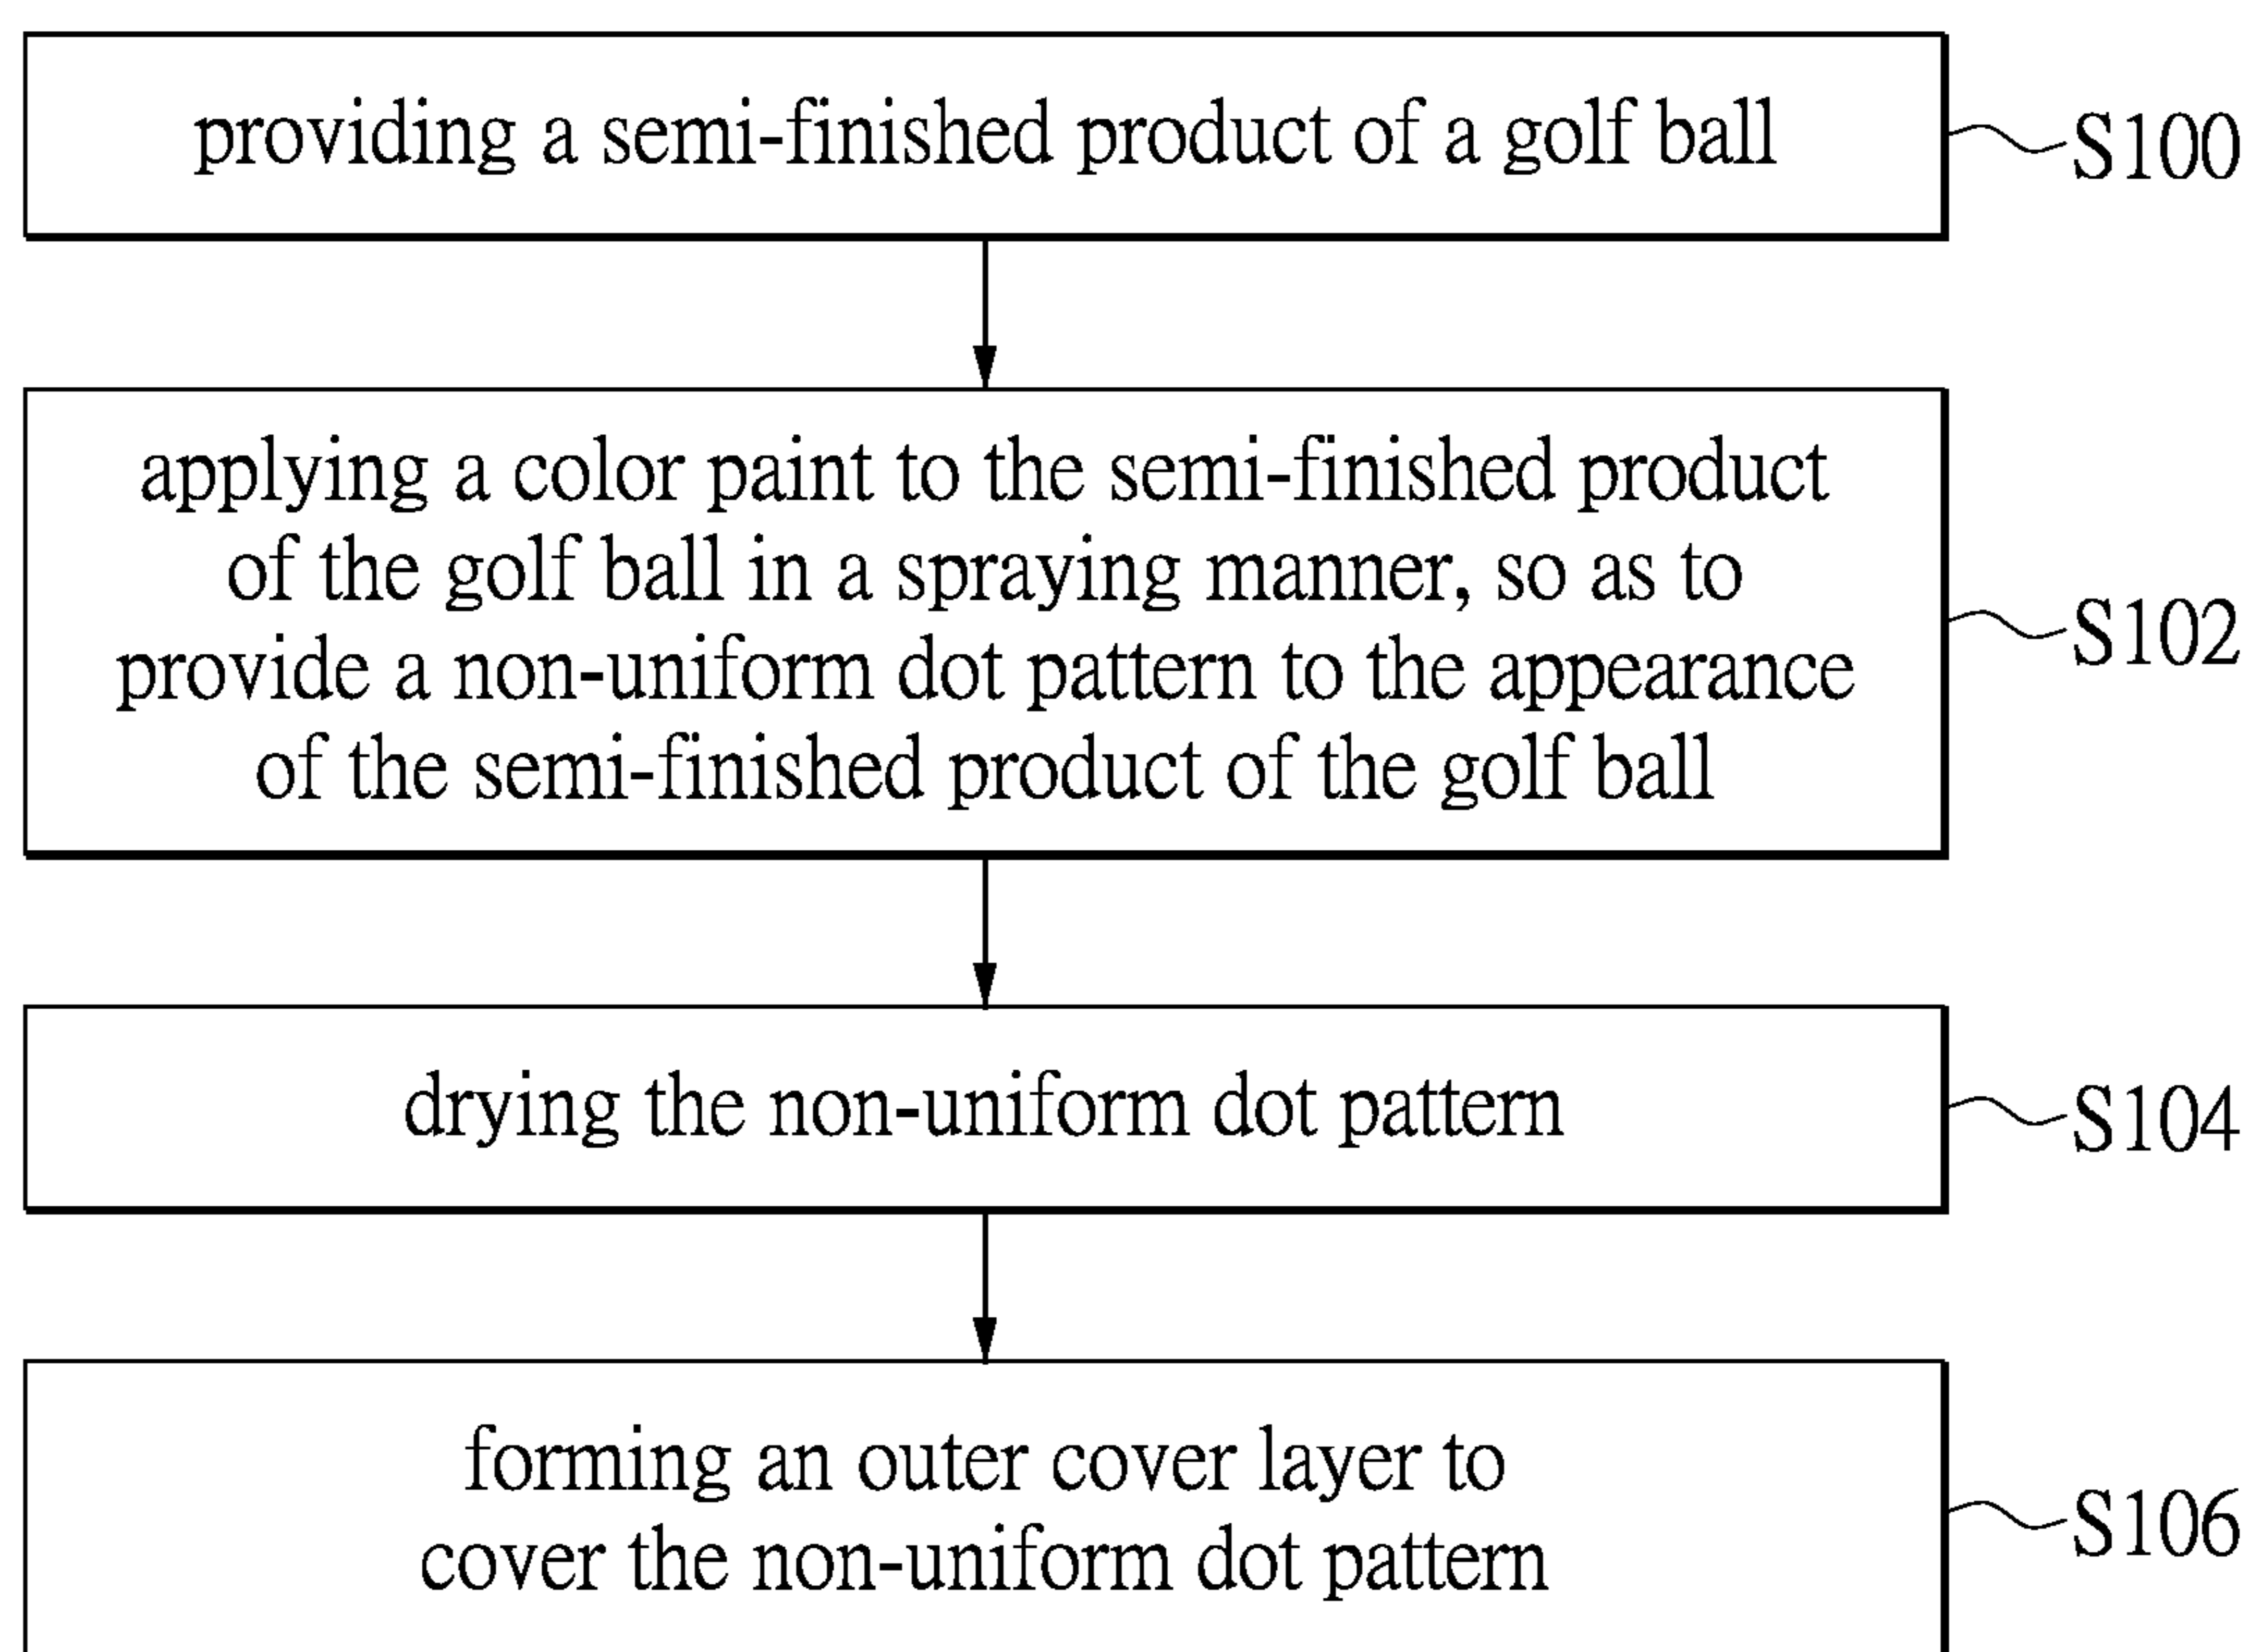 providing a semi-finished product of a golf ball
S100
applying a color paint to the semi-finished product
of the golf ball in a spraying manner, so as to
provide a non-uniform dot pattern to the appearance
of the semi-finished product of the golf ball
S102
drying the non-uniform dot pattern
S104
forming an outer cover layer to
cover the non-uniform dot pattern
S106